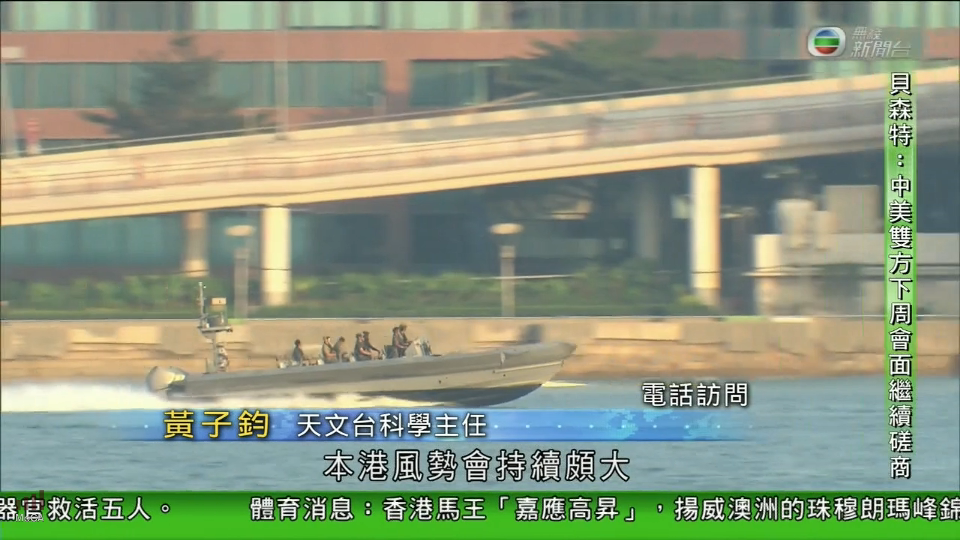 無綫
新聞台
貝森特：中美雙方下周會面繼續磋商
電話訪問
黃子鈞 天文台科學主任
本港風勢會持續頗大
器官救活五人。 體育消息：香港馬王「嘉應高昇」，揚威澳洲的珠穆朗瑪峰錦